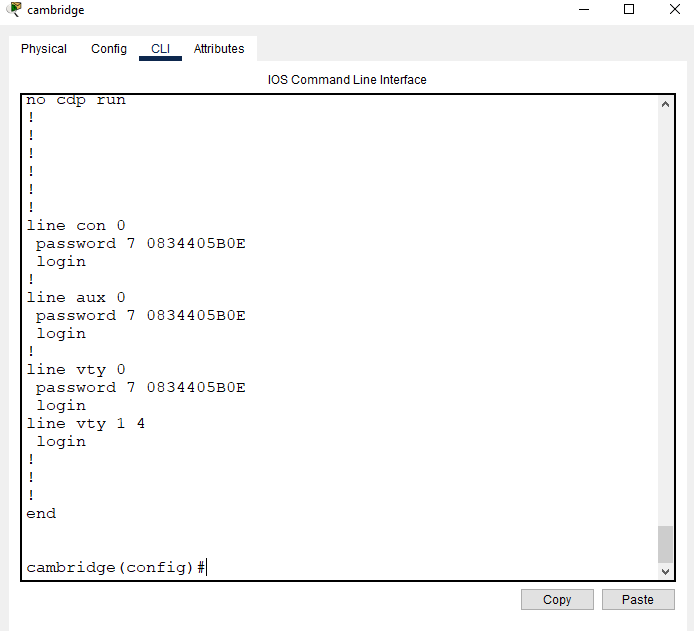 cambridge
Physical Config CLI Attributes
IOS Command Line Interface
no cdp run
!
!
!
!
!
!
line con 0
password 7 0834405B0E
login
!
line aux 0
password 7 0834405B0E
login
!
line vty 0
password 7 0834405B0E
login
line vty 1 4
login
!
!
!
end
cambridge(config)#
Copy Paste